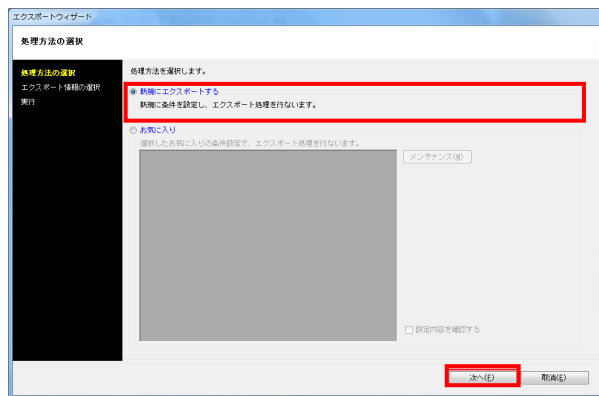 エクスポートウィザード
処理方法の選択
処理方法の選択
エクスポート情報の選択
実行
処理方法を選択します。
新規にエクスポートする
新規に条件を設定し、エクスポート処理を行ないます。
お気に入り
選択したお気に入りの条件設定で、エクスポート処理を行ないます。
メンテナンス(M)
設定内容を確認する
次へ(F)
取消(E)